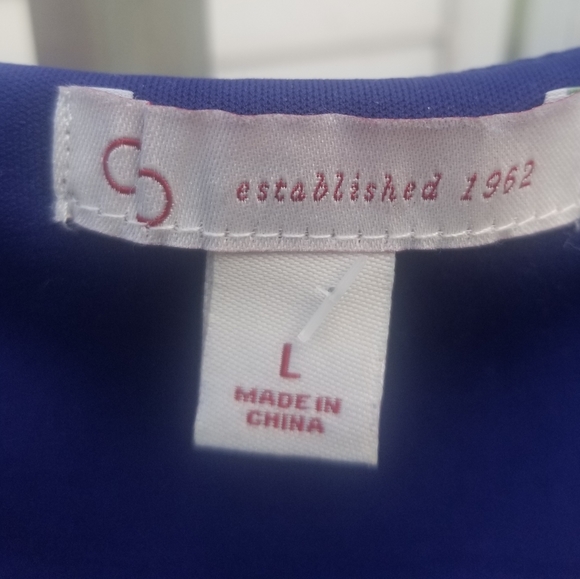 established 1962
L
MADE IN
CHINA